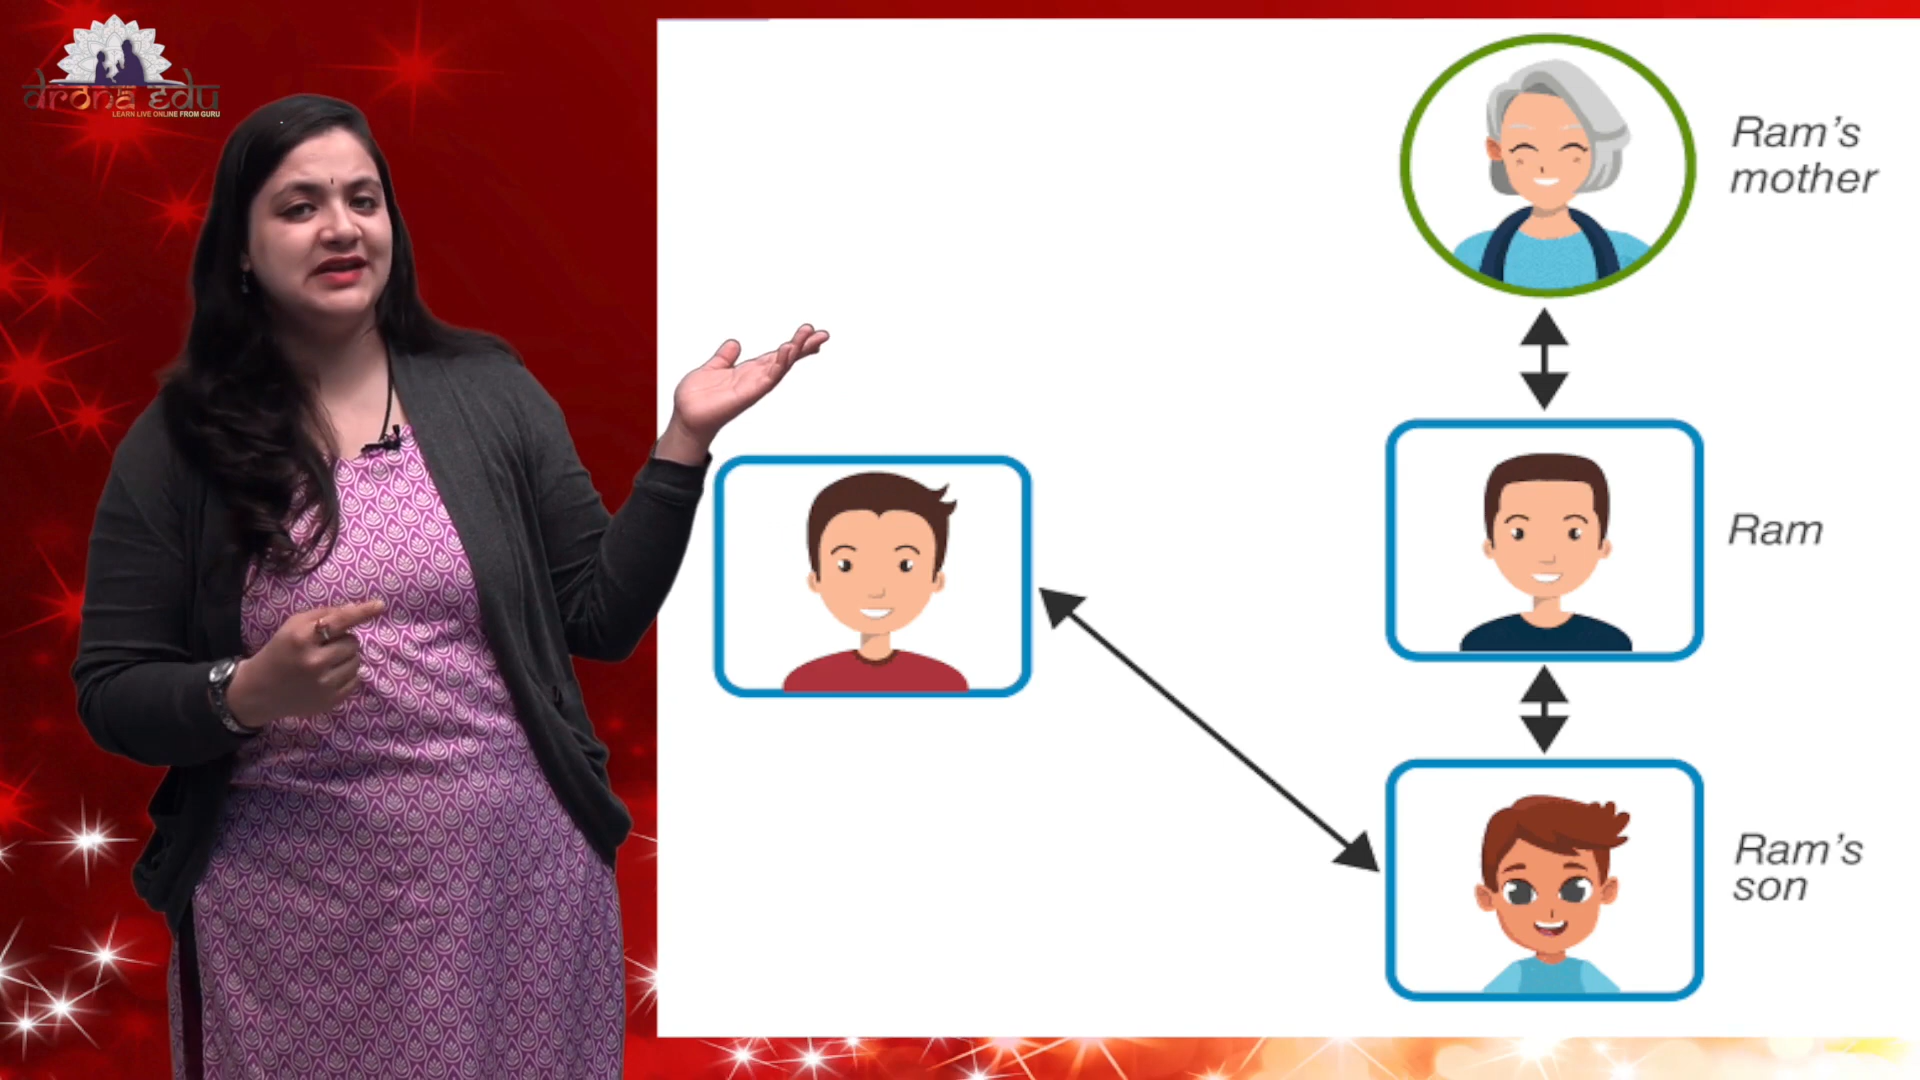 drona edu
LEARN LIVE ONLINE FROM GURU
Ram's
mother
Ram
Ram's
son